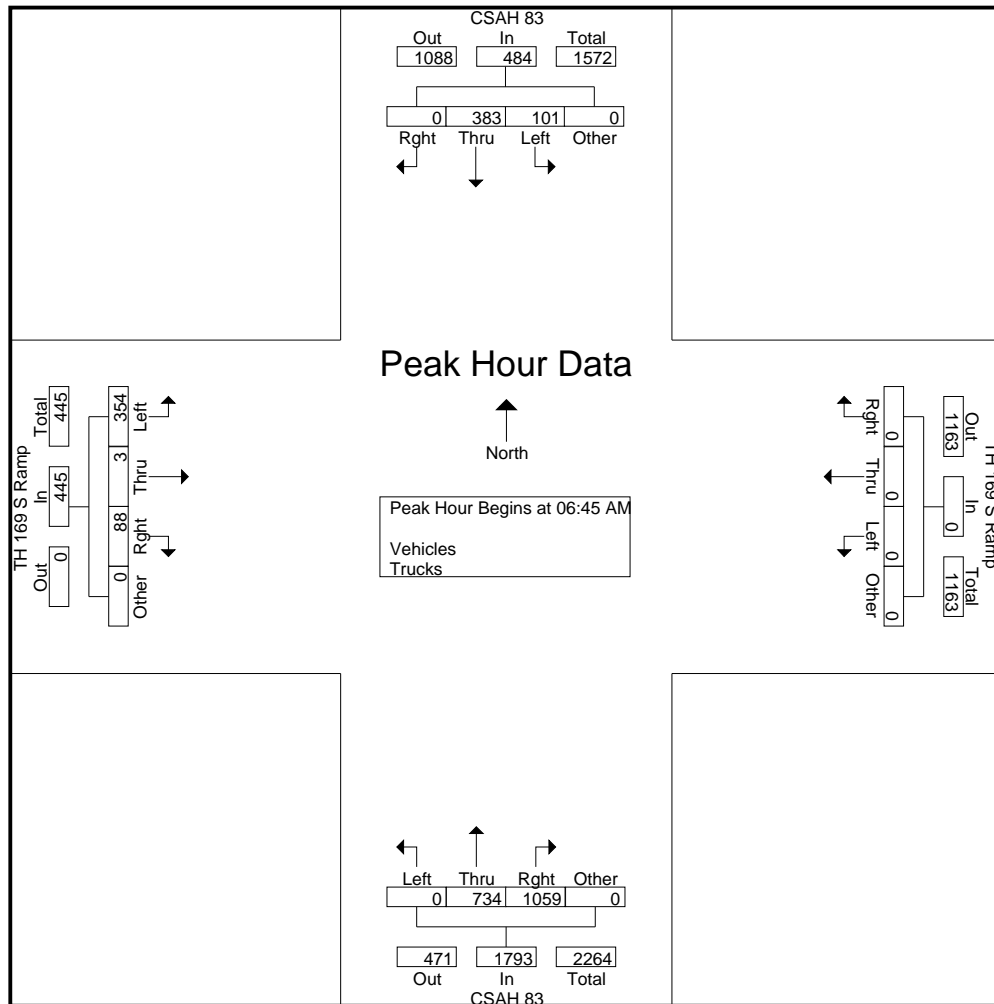 CSAH 83
Out In Total
1088 484 1572
0 383 101 0
Rght Thru Left Other
Peak Hour Data
North
Peak Hour Begins at 06:45 AM
Vehicles
Trucks
TH 169 S Ramp
Out In Total
0 445 445
354 3 88 0
Left Thru Rght Other
Rght Thru Left Other
0 0 0 0
1163 0 1163
Out In Total
TH 169 S Ramp
Left Thru Rght Other
0 734 1059 0
471 1793 2264
Out In Total
CSAH 83